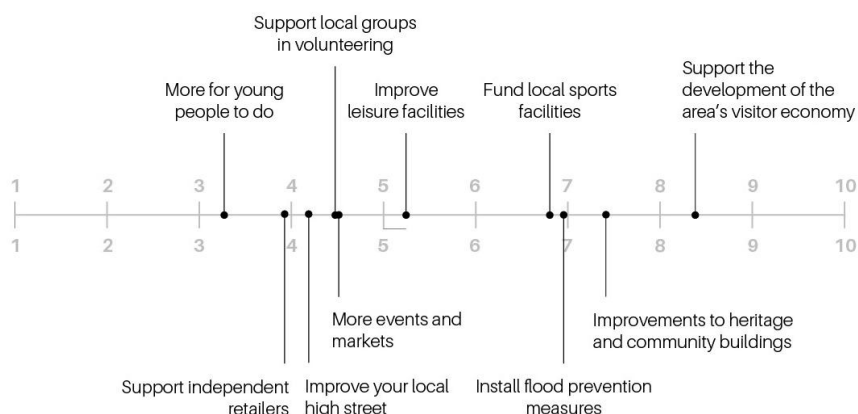 Support local groups
in volunteering
More for young
people to do
Improve
leisure facilities
Fund local sports
facilities
Support the
development of the
area's visitor economy
1 2 3 4 5 6 7 8 9 10
1 2 3 4 5 6 7 8 9 10
More events and
markets
Improvements to heritage
and community buildings
Support independent
retailers
Improve your local
high street
Install flood prevention
measures